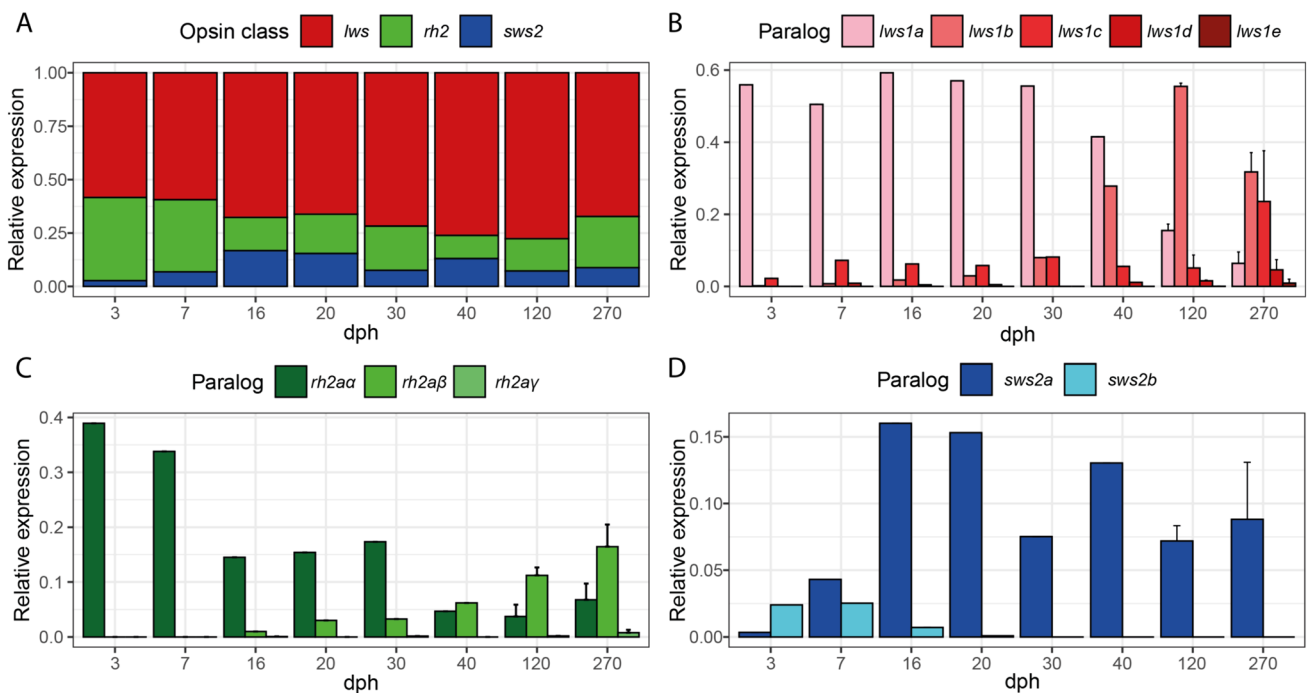 A
Opsin class lws rh2 sws2
Relative expression
1.00
0.75
0.50
0.25
0.00
3 7 16 20 30 40 120 270
dph
B
Paralog lws1a lws1b lws1c lws1d lws1e
Relative expression
0.6
0.4
0.2
0.0
3 7 16 20 30 40 120 270
dph
C
Paralog rh2aα rh2aβ rh2aγ
Relative expression
0.4
0.3
0.2
0.1
0.0
3 7 16 20 30 40 120 270
dph
D
Paralog sws2a sws2b
Relative expression
0.15
0.10
0.05
0.00
3 7 16 20 30 40 120 270
dph